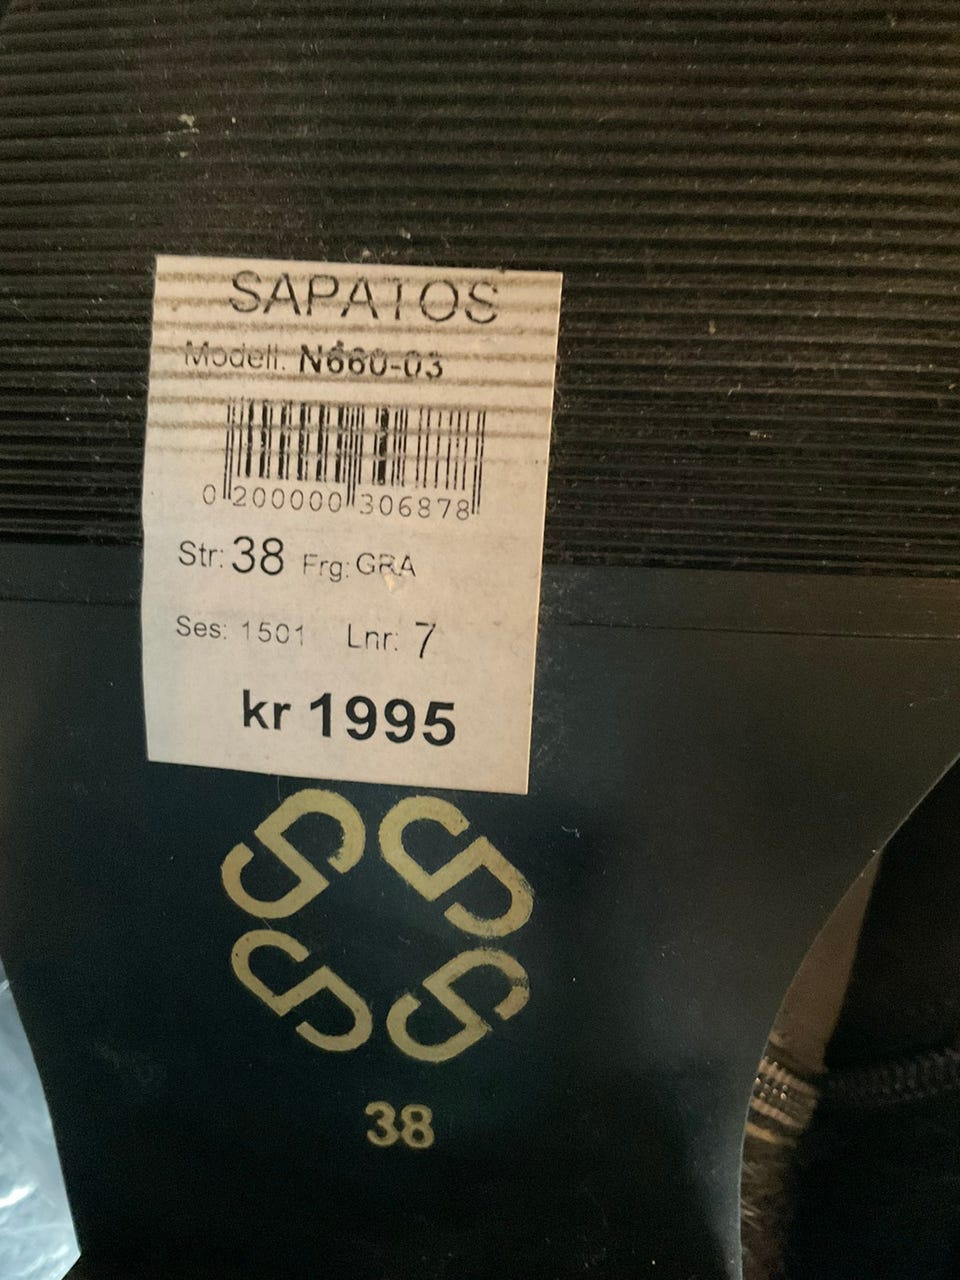 SAPATOS
Modell: N660-03
0 200000 306878
Str: 38 Frg: GRA
Ses: 1501 Lnr: 7
kr 1995
38